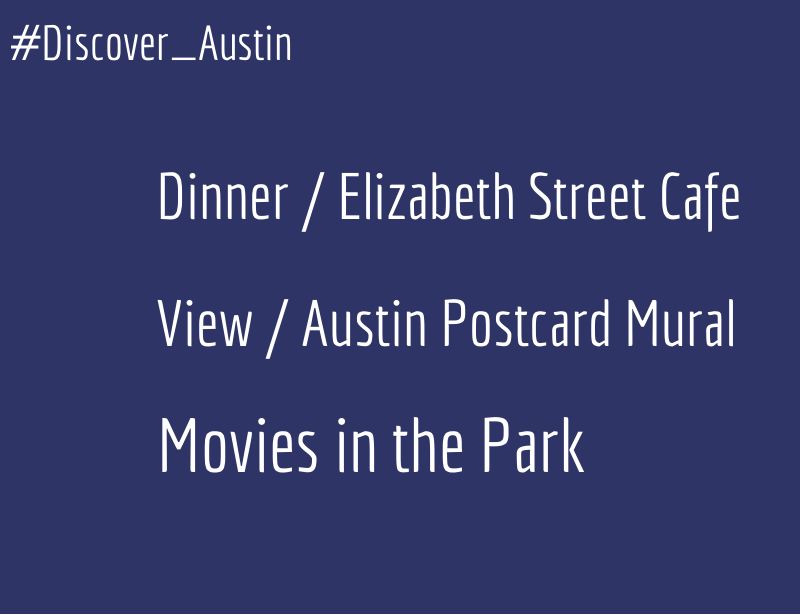 #Discover_Austin
Dinner / Elizabeth Street Cafe
View / Austin Postcard Mural
Movies in the Park